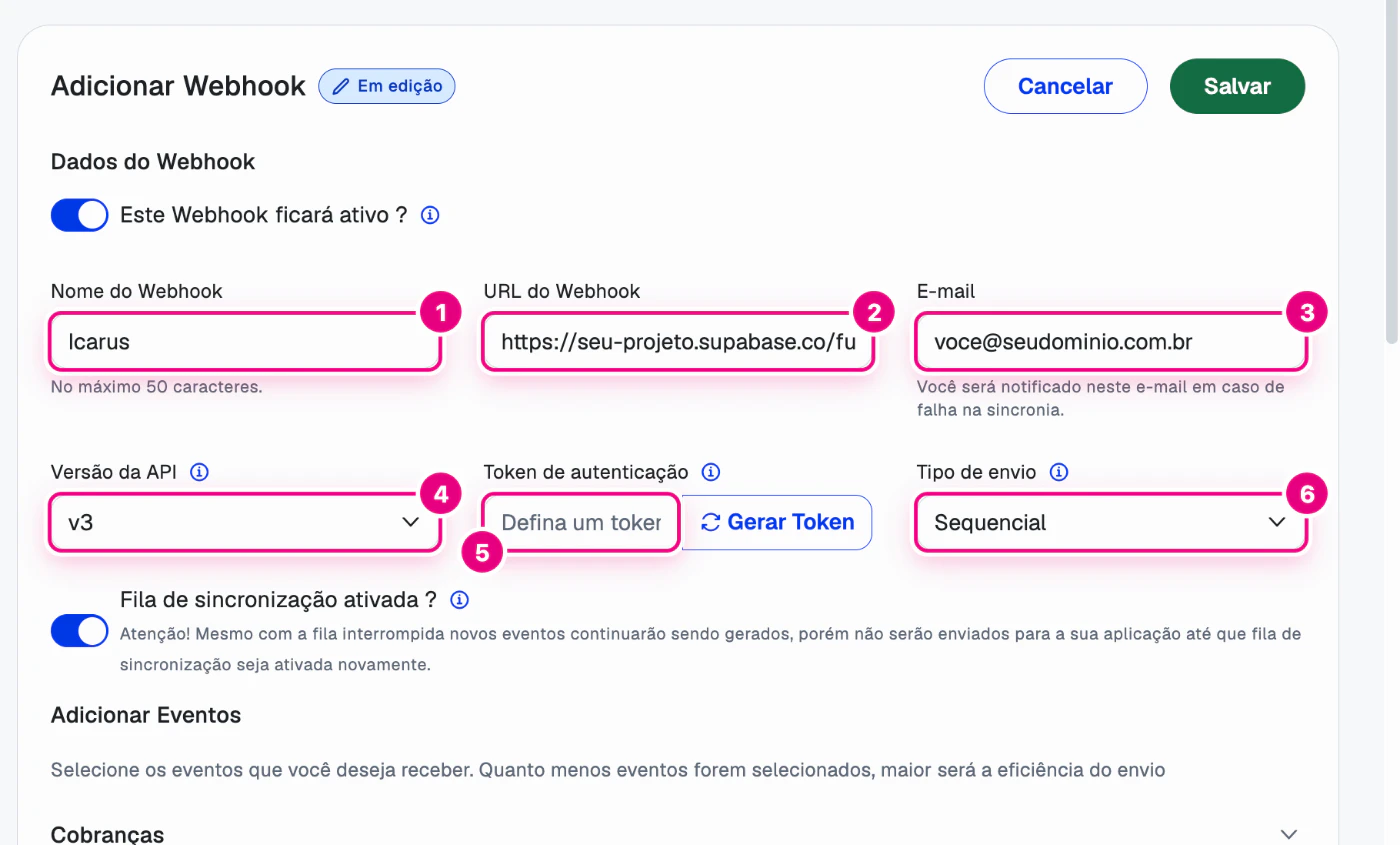 Adicionar Webhook
Em edição
Cancelar
Salvar
Dados do Webhook
Este Webhook ficará ativo ?
Nome do Webhook
1
Icarus
No máximo 50 caracteres.
URL do Webhook
2
https://seu-projeto.supabase.co/fu
E-mail
3
voce@seudominio.com.br
Você será notificado neste e-mail em caso de
falha na sincronia.
Versão da API
4
v3
Token de autenticação
5
Defina um token
Gerar Token
Tipo de envio
6
Sequencial
Fila de sincronização ativada ?
Atenção! Mesmo com a fila interrompida novos eventos continuarão sendo gerados, porém não serão enviados para a sua aplicação até que fila de
sincronização seja ativada novamente.
Adicionar Eventos
Selecione os eventos que você deseja receber. Quanto menos eventos forem selecionados, maior será a eficiência do envio
Cobranças